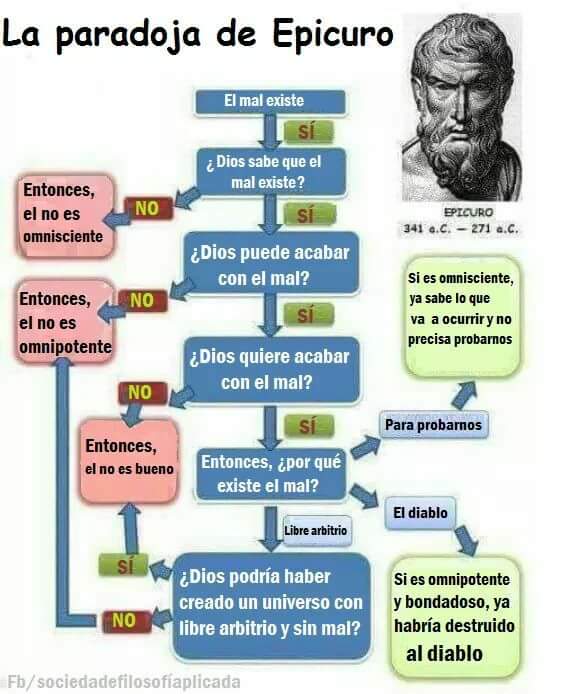 La paradoja de Epicuro
El mal existe
SÍ
¿Dios sabe que el
mal existe?
NO
Entonces,
el no es
omnisciente
EPICURO
341 a.C. — 271 a.C.
SÍ
¿Dios puede acabar
con el mal?
NO
Entonces,
el no es
omnipotente
Si es omnisciente,
ya sabe lo que
va a ocurrir y no
precisa probarnos
SÍ
¿Dios quiere acabar
con el mal?
NO
Entonces,
el no es bueno
SÍ
Para probarnos
Entonces, ¿por qué
existe el mal?
El diablo
Libre arbitrio
SÍ
¿Dios podría haber
creado un universo con
libre arbitrio y sin mal?
NO
Si es omnipotente
y bondadoso, ya
habría destruido
al diablo
Fb/sociedadefilosofíaplicada